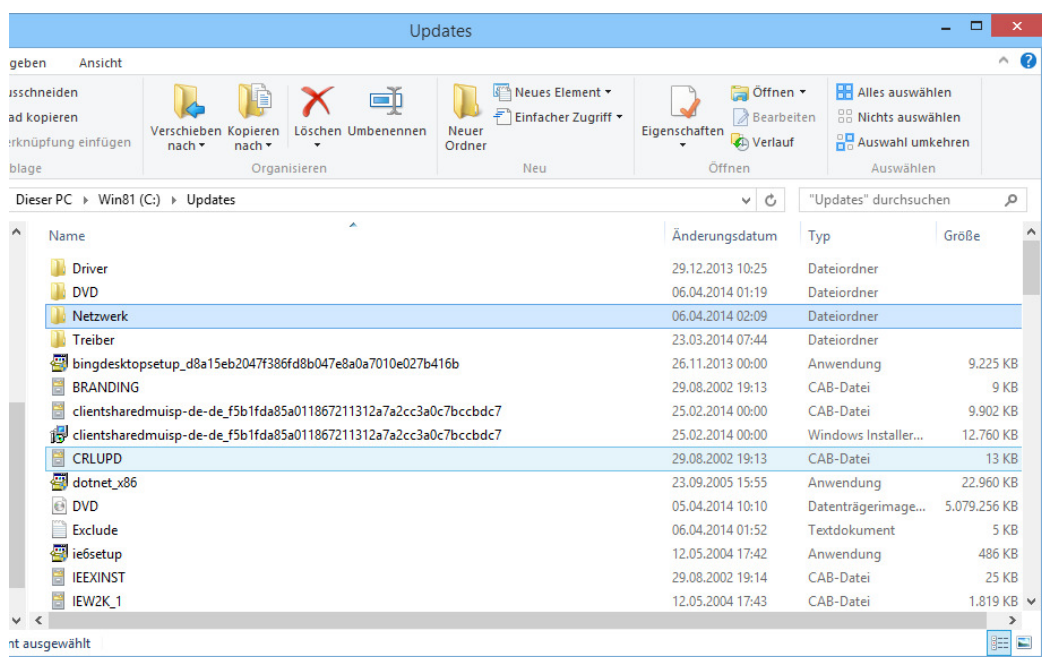 Updates
geben Ansicht
usschneiden
ad kopieren
erknüpfung einfügen
blage
Verschieben nach
Kopieren nach
Löschen
Umbenennen
Organisieren
Neuer Ordner
Neues Element
Einfacher Zugriff
Neu
Eigenschaften
Öffnen
Bearbeiten
Verlauf
Öffnen
Alles auswählen
Nichts auswählen
Auswahl umkehren
Auswählen
Dieser PC Win81 (C:) Updates
"Updates" durchsuchen
Name Änderungsdatum Typ Größe
Driver 29.12.2013 10:25 Dateiordner
DVD 06.04.2014 01:19 Dateiordner
Netzwerk 06.04.2014 02:09 Dateiordner
Treiber 23.03.2014 07:44 Dateiordner
bingdesktopsetup_d8a15eb2047f386fd8b047e8a0a7010e027b416b 26.11.2013 00:00 Anwendung 9.225 KB
BRANDING 29.08.2002 19:13 CAB-Datei 9 KB
clientsharedmuisp-de-de_f5b1fda85a011867211312a7a2cc3a0c7bccbdc7 25.02.2014 00:00 CAB-Datei 9.902 KB
clientsharedmuisp-de-de_f5b1fda85a011867211312a7a2cc3a0c7bccbdc7 25.02.2014 00:00 Windows Installer... 12.760 KB
CRLUPD 29.08.2002 19:13 CAB-Datei 13 KB
dotnet_x86 23.09.2005 15:55 Anwendung 22.960 KB
DVD 05.04.2014 10:10 Datenträgerimage... 5.079.256 KB
Exclude 06.04.2014 01:52 Textdokument 5 KB
ie6setup 12.05.2004 17:42 Anwendung 486 KB
IEEXINST 29.08.2002 19:14 CAB-Datei 25 KB
IEW2K_1 12.05.2004 17:43 CAB-Datei 1.819 KB
nt ausgewählt